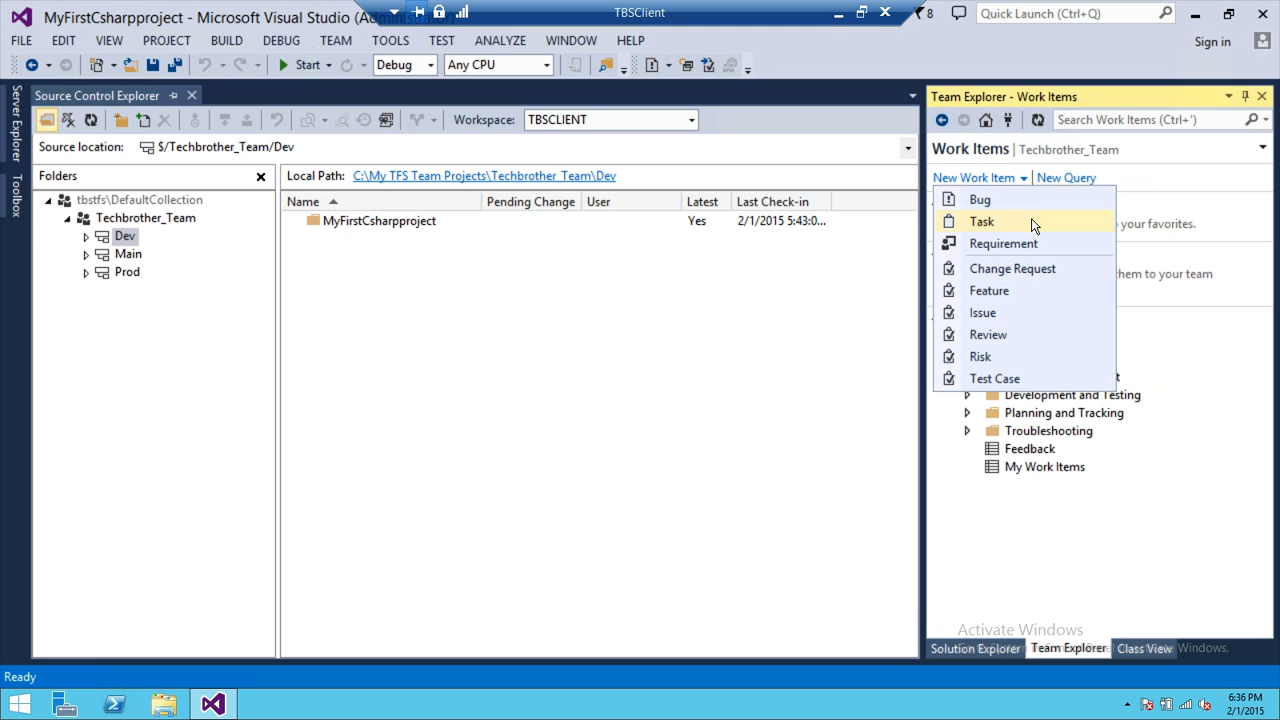 MyFirstCsharpproject - Microsoft Visual Studio (Administrat
TBSClient
8
Quick Launch (Ctrl+Q)
FILE EDIT VIEW PROJECT BUILD DEBUG TEAM TOOLS TEST ANALYZE WINDOW HELP
Sign in
Start Debug Any CPU
Server Explorer
Toolbox
Source Control Explorer
Workspace: TBSCLIENT
Source location: $/Techbrother_Team/Dev
Folders
tbstfs\DefaultCollection
Techbrother_Team
Dev
Main
Prod
Local Path: C:\My TFS Team Projects\Techbrother_Team\Dev
Name Pending Change User Latest Last Check-in
MyFirstCsharpproject Yes 2/1/2015 5:43:0...
Team Explorer - Work Items
Search Work Items (Ctrl+')
Work Items | Techbrother_Team
New Work Item | New Query
Bug
Task
o your favorites.
Requirement
Change Request
them to your team
Feature
Issue
Review
Risk
Test Case
t
Development and Testing
Planning and Tracking
Troubleshooting
Feedback
My Work Items
Activate Windows
Windows.
Solution Explorer Team Explorer Class View
Ready
6:36 PM
2/1/2015